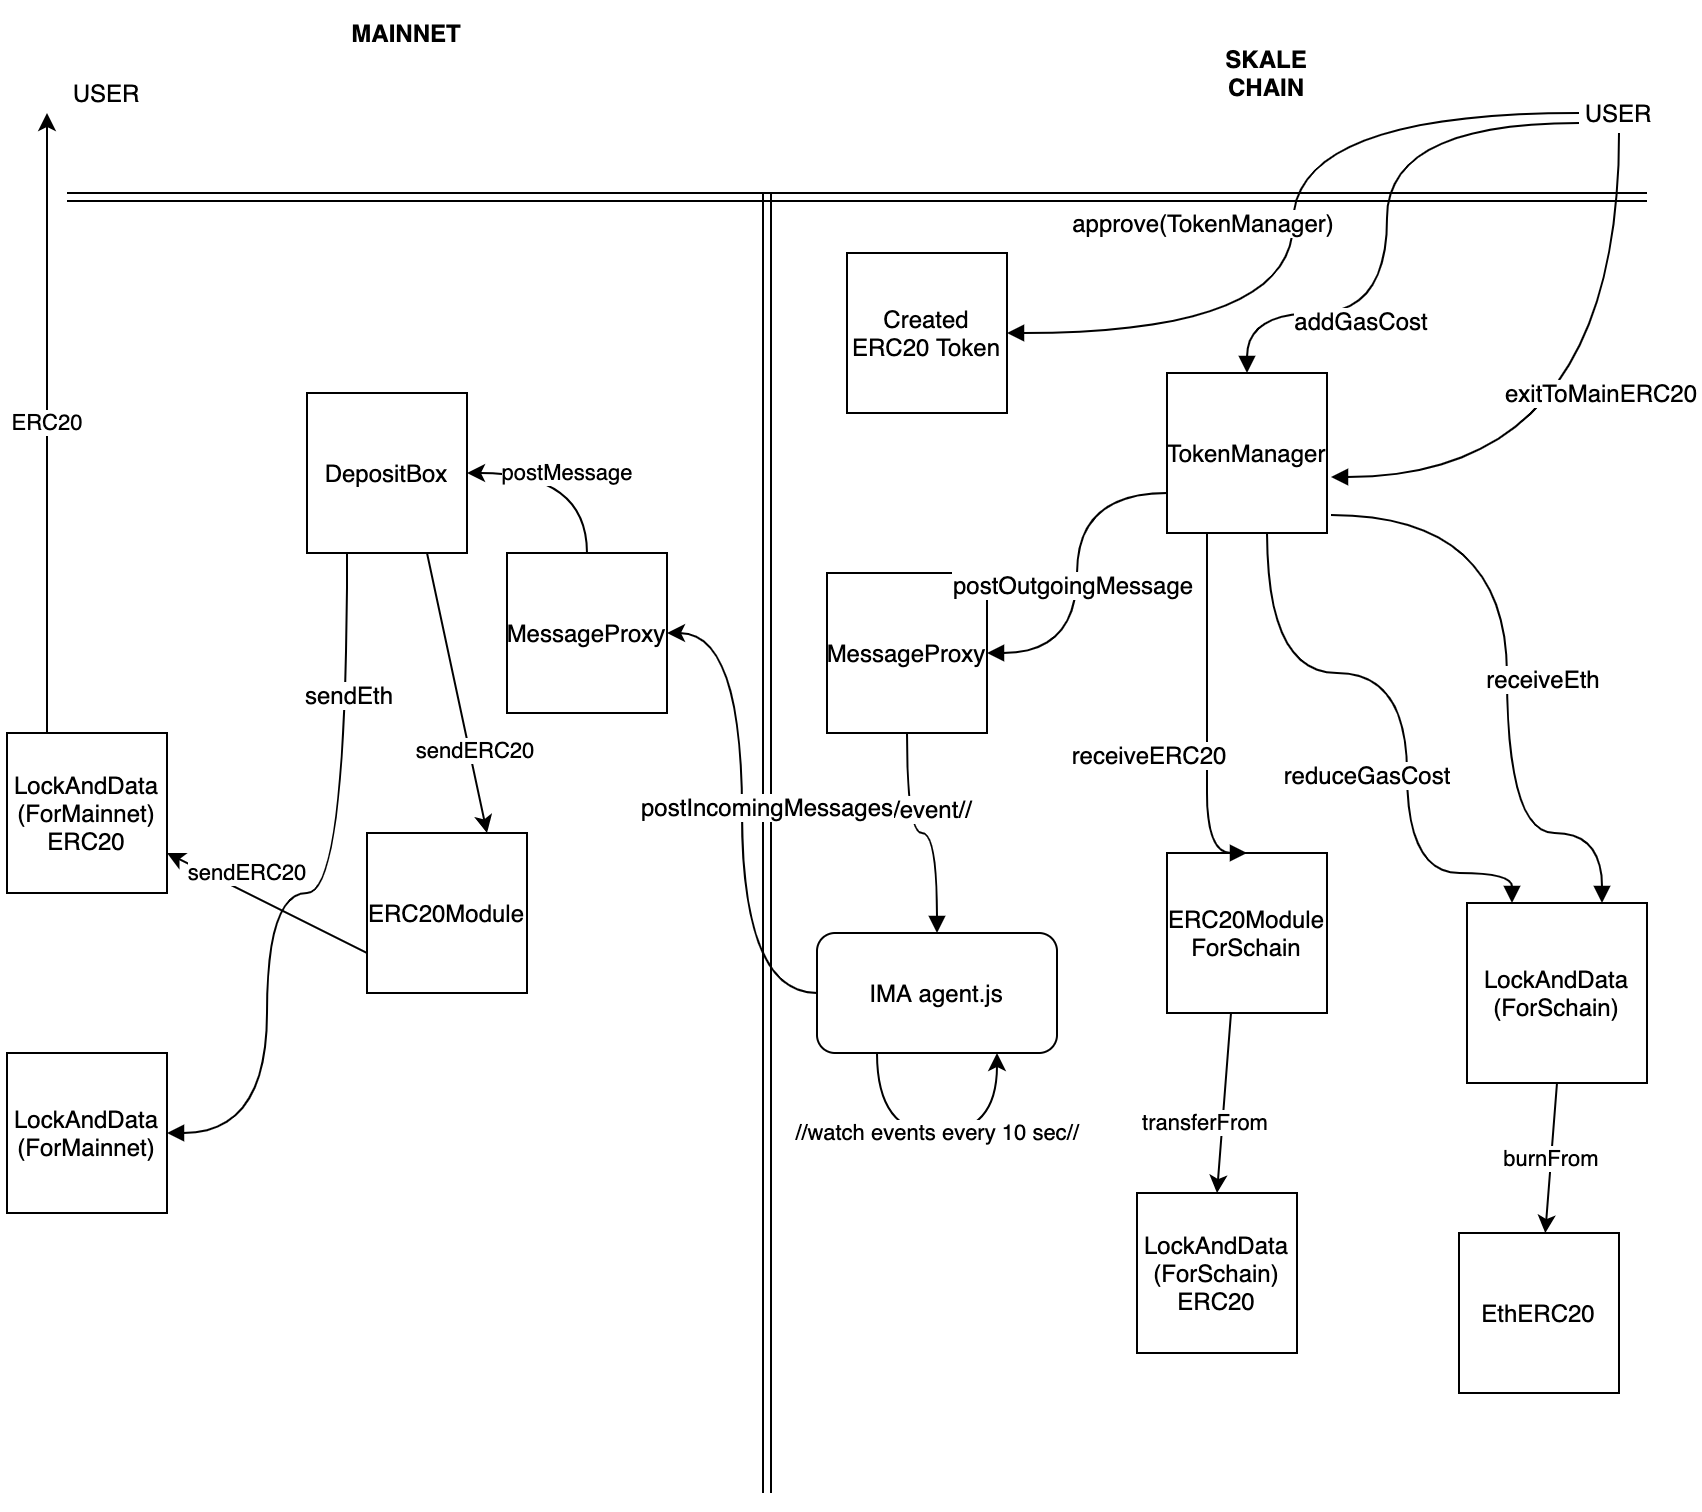 MAINNET
SKALE
CHAIN
USER
USER
approve(TokenManager)
Created
ERC20 Token
addGasCost
exitToMainERC20
ERC20
DepositBox
postMessage
TokenManager
MessageProxy
postOutgoingMessage
MessageProxy
sendEth
sendERC20
receiveEth
receiveERC20
reduceGasCost
LockAndData
(ForMainnet)
ERC20
postIncomingMessages
/event//
sendERC20
ERC20Module
ERC20Module
ForSchain
IMA agent.js
LockAndData
(ForSchain)
LockAndData
(ForMainnet)
//watch events every 10 sec//
transferFrom
burnFrom
LockAndData
(ForSchain)
ERC20
EthERC20